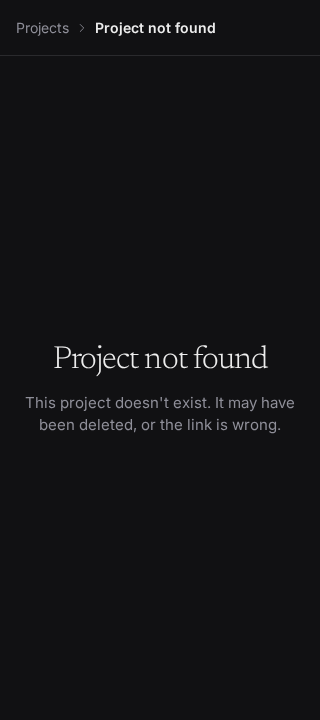 Projects > Project not found
Project not found
This project doesn't exist. It may have
been deleted, or the link is wrong.